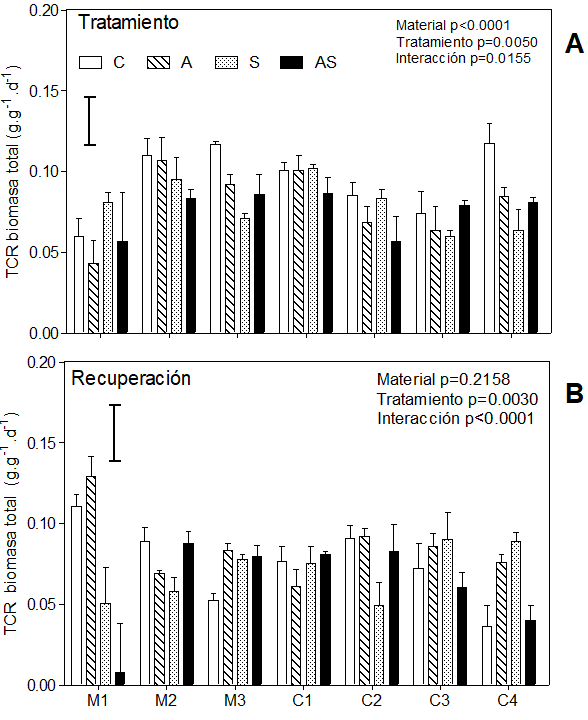 0.20
Tratamiento
Material p<0.0001
Tratamiento p=0.0050
Interacción p=0.0155
A
C A S AS
0.15
0.10
0.05
0.00
TCR biomasa total (g.g-1.d-1)
0.20
Recuperación
Material p=0.2158
Tratamiento p=0.0030
Interacción p<0.0001
B
0.15
0.10
0.05
0.00
TCR biomasa total (g.g-1.d-1)
M1 M2 M3 C1 C2 C3 C4